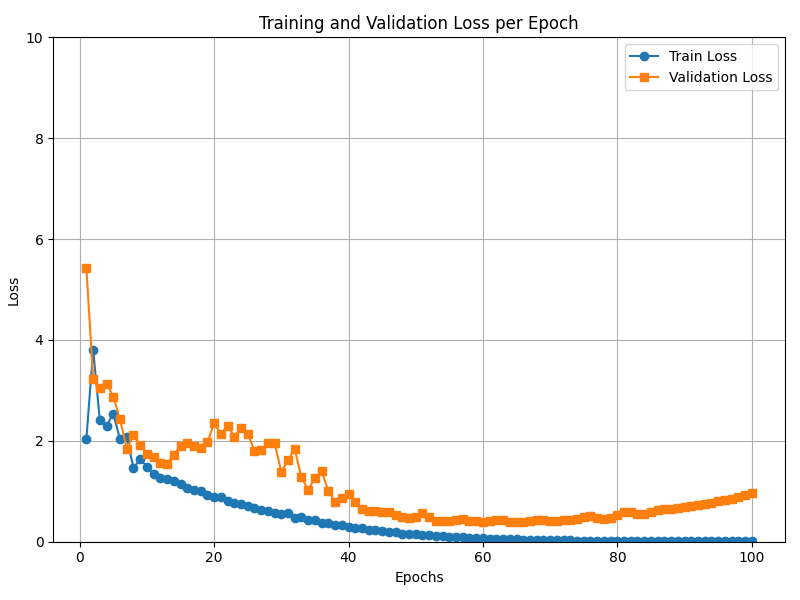 Training and Validation Loss per Epoch
10
8
6
4
2
0
Loss
Train Loss
Validation Loss
0 20 40 60 80 100
Epochs